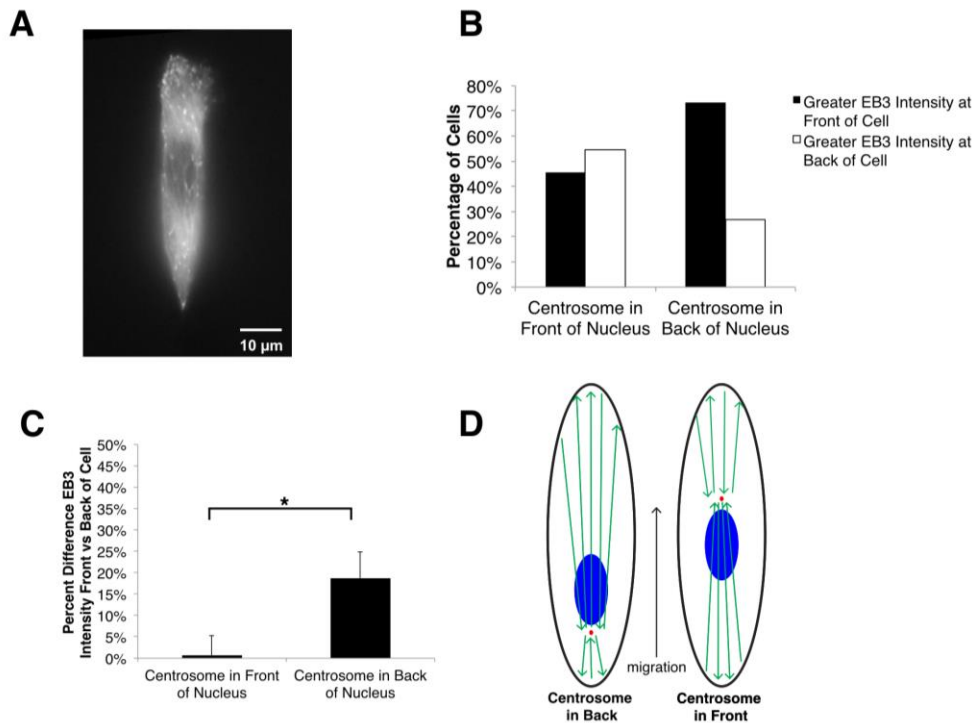 A
10 µm
B
Percentage of Cells
80%
70%
60%
50%
40%
30%
20%
10%
0%
Centrosome in
Front of Nucleus
Centrosome in
Back of Nucleus
Greater EB3 Intensity at
Front of Cell
Greater EB3 Intensity at
Back of Cell
C
Percent Difference EB3
Intensity Front vs Back of Cell
50%
45%
40%
35%
30%
25%
20%
15%
10%
5%
0%
*
Centrosome in Front
of Nucleus
Centrosome in Back
of Nucleus
D
migration
Centrosome
in Back
Centrosome
in Front